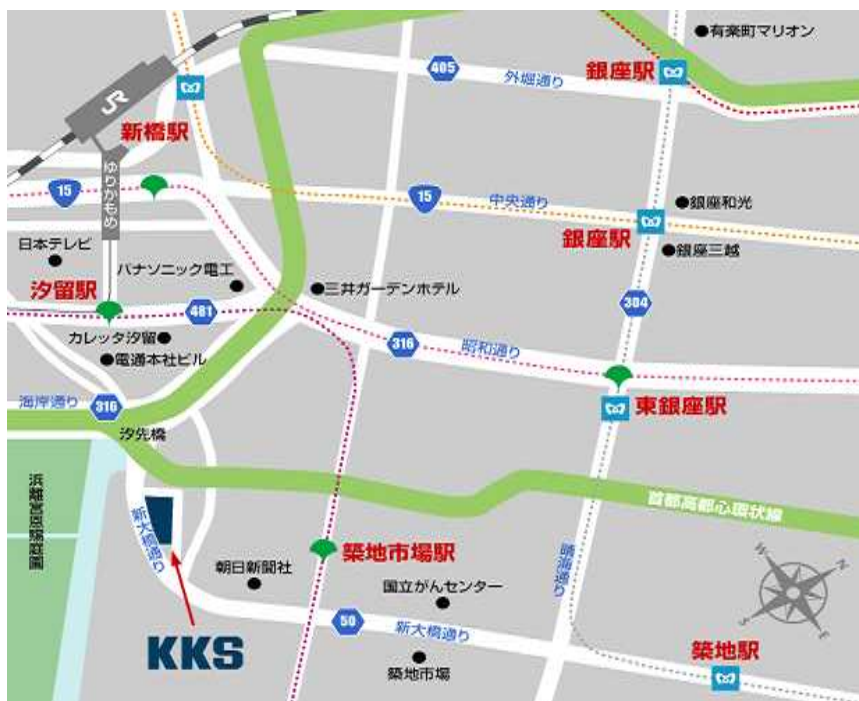 有楽町マリオン
405
外堀通り
銀座駅
JR
新橋駅
ゆりかもめ
15
15
中央通り
銀座和光
銀座駅
銀座三越
日本テレビ
パナソニック電工
汐留駅
三井ガーデンホテル
481
304
カレッタ汐留
電通本社ビル
316
昭和通り
海岸通り
316
東銀座駅
汐先橋
浜離宮恩賜庭園
首都高都心環状線
新大橋通り
築地市場駅
晴海通り
朝日新聞社
国立がんセンター
W
N
S
E
50
新大橋通り
KKS
築地市場
築地駅